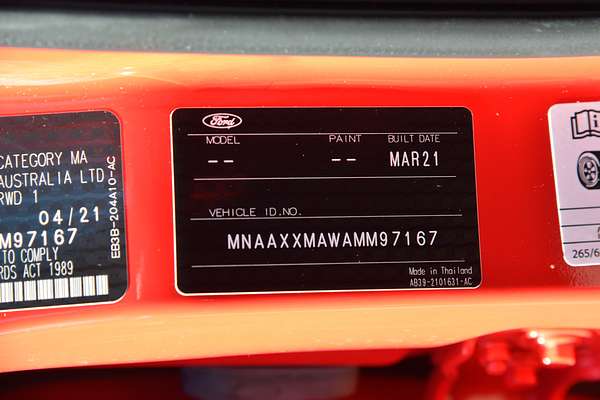 CATEGORY MA
AUSTRALIA LTD
RWD 1
04/21
M97167
TO COMPLY
RDS ACT 1989
EB3B-204A10-AC
Ford
MODEL PAINT BUILT DATE
-- -- MAR21
VEHICLE ID.NO.
MNAAXXMAWAMM97167
Made in Thailand
AB39-2101631-AC
i
265/6